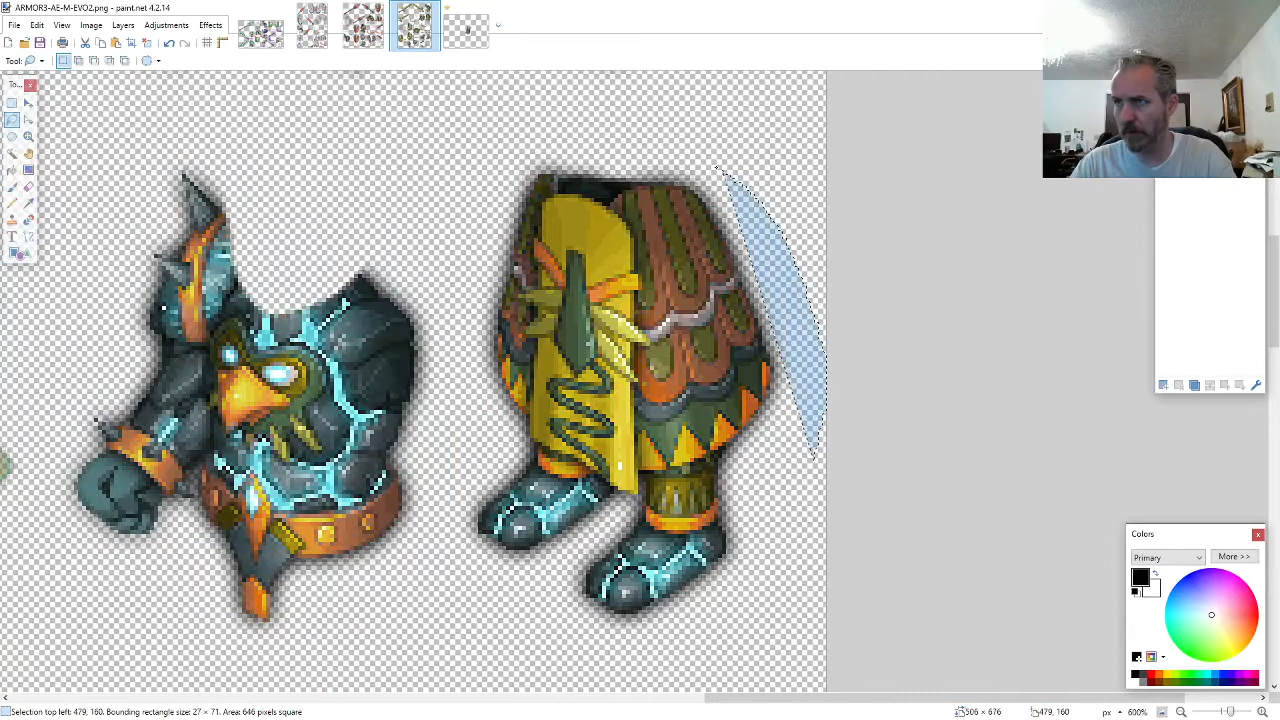 ARMOR3-AE-M-EVO2.png - paint.net 4.2.14
File Edit View Image Layers Adjustments Effects
Tool:
To...
Colors
Primary
More >>
Selection top left: 479, 160. Bounding rectangle size: 27 × 71. Area: 646 pixels square
506 × 676
479, 160
px
600%